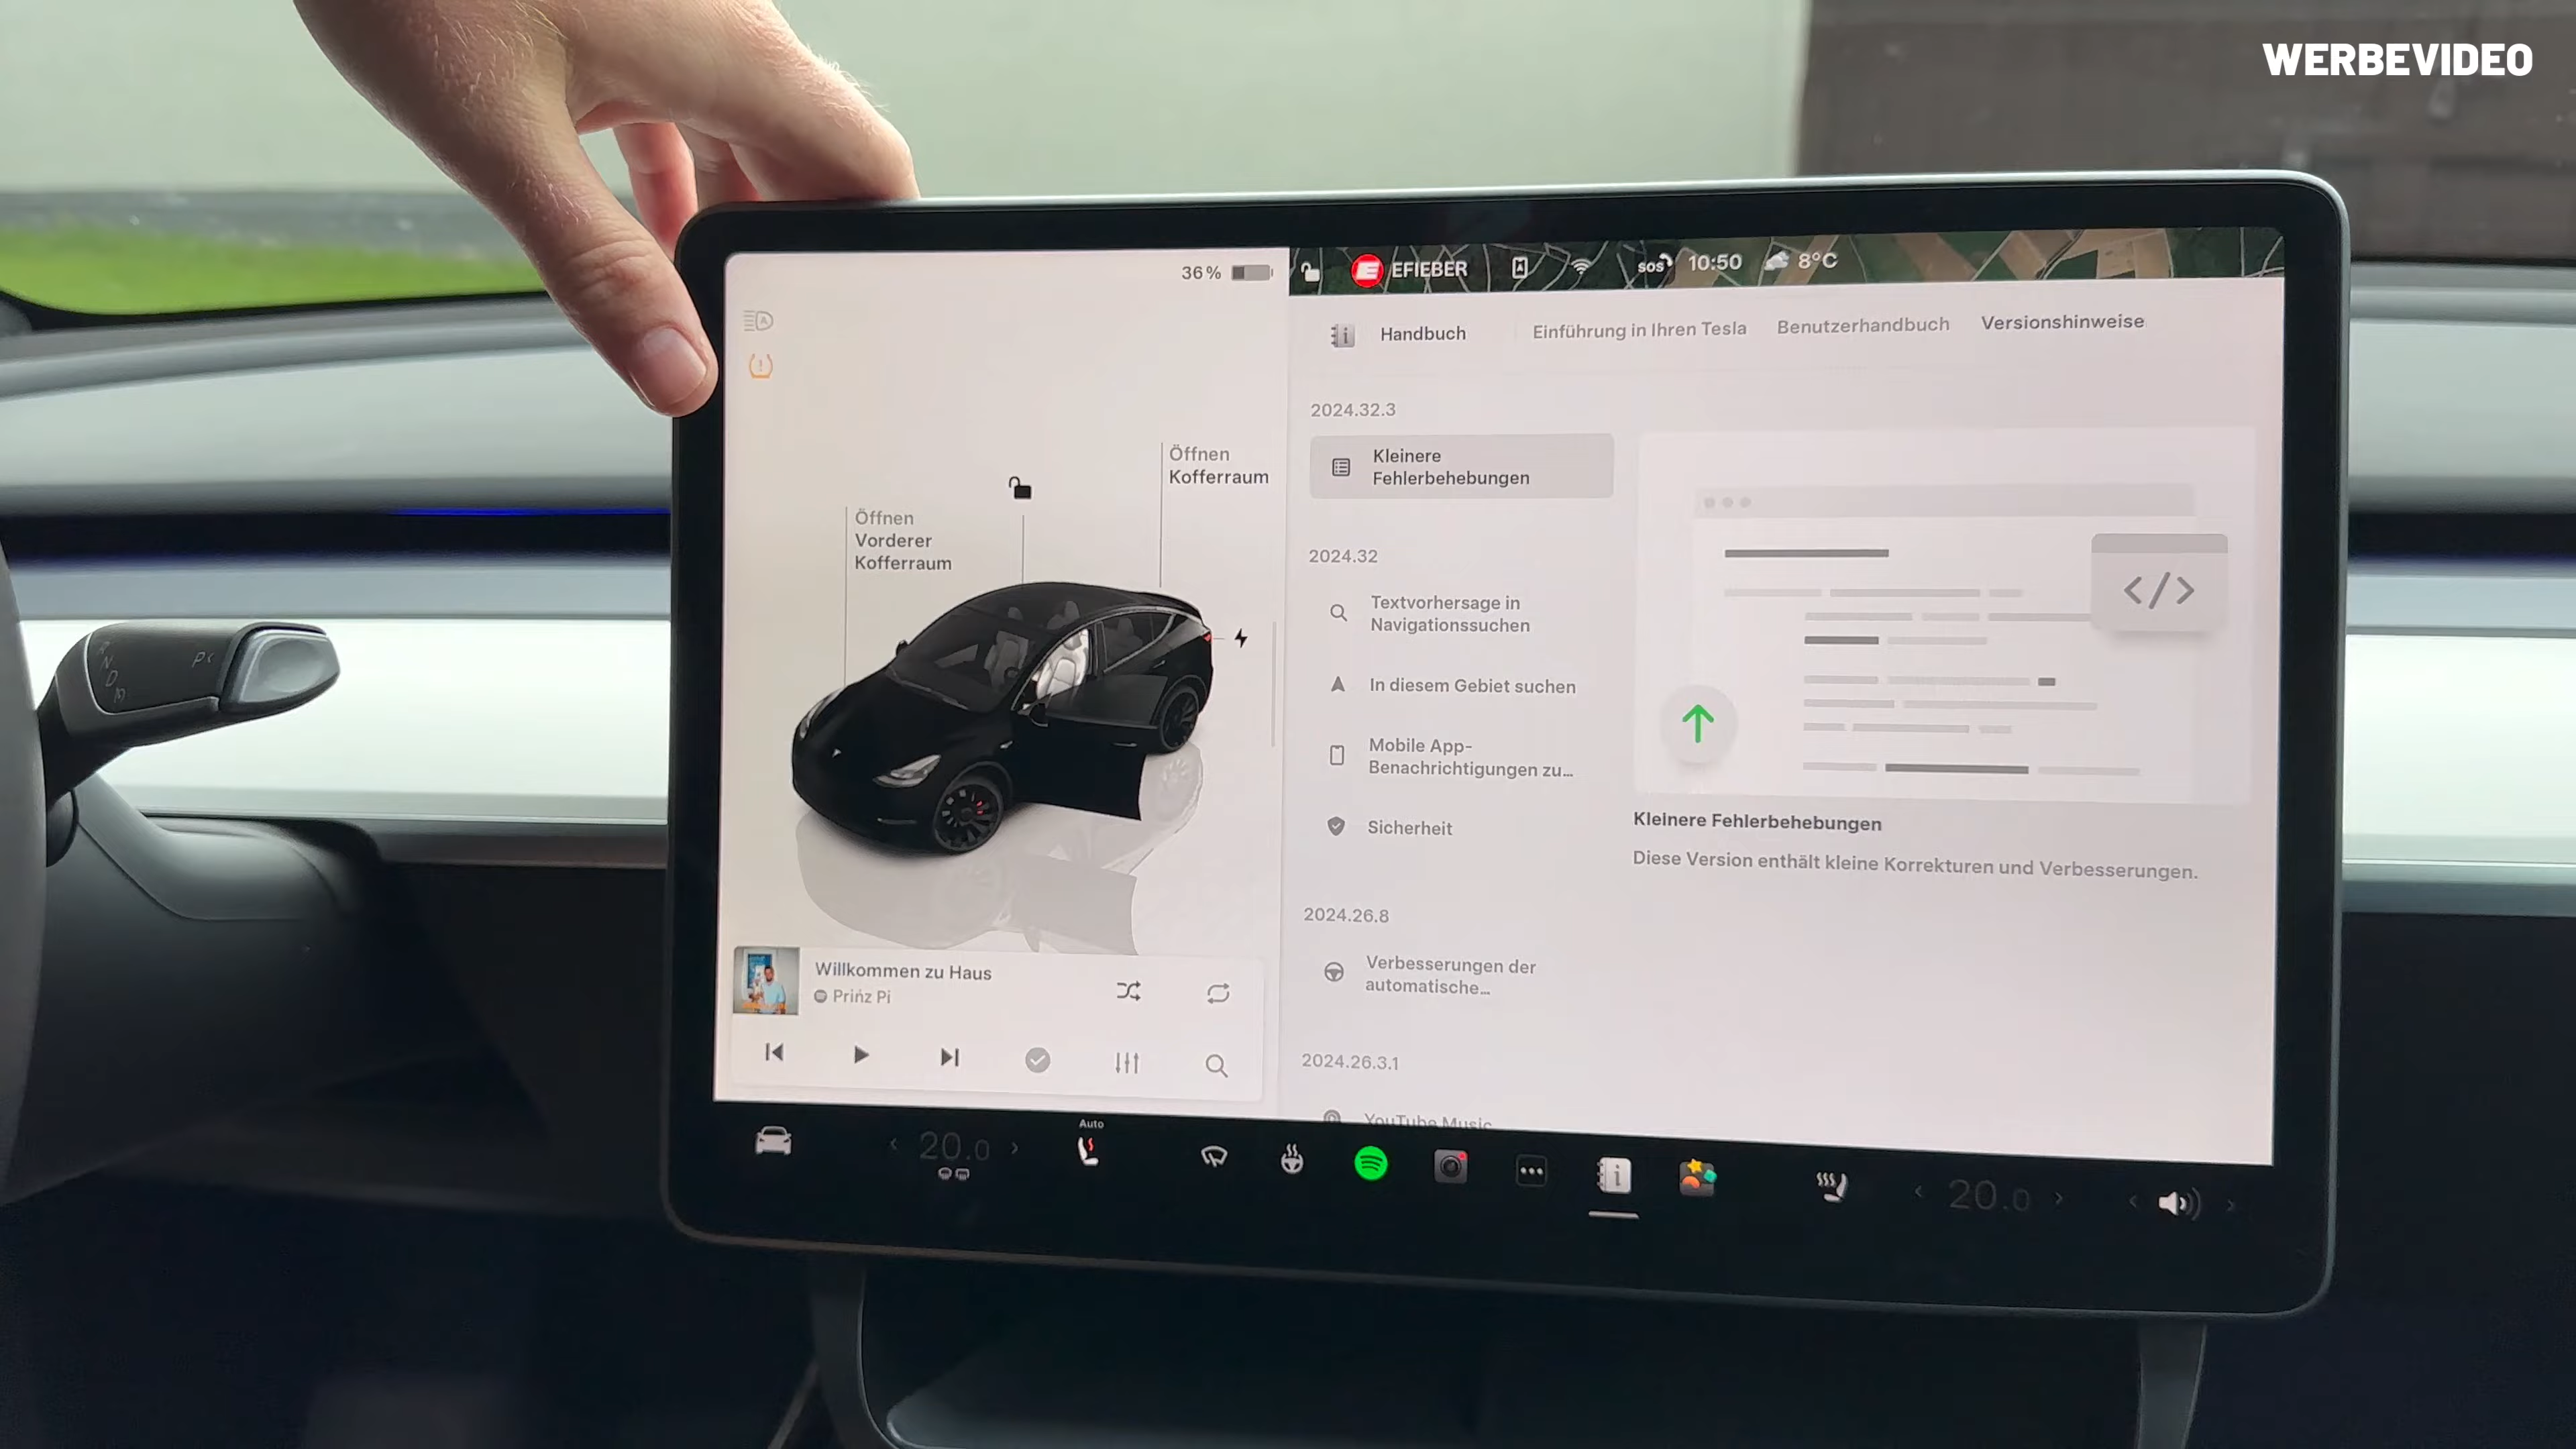 WERBEVIDEO
36 %
EFIEBER
SOS
10:50
8°C
Handbuch
Einführung in Ihren Tesla
Benutzerhandbuch
Versionshinweise
Öffnen
Kofferraum
Öffnen
Vorderer
Kofferraum
2024.32.3
Kleinere
Fehlerbehebungen
2024.32
Textvorhersage in
Navigationssuchen
In diesem Gebiet suchen
Mobile App-
Benachrichtigungen zu...
Sicherheit
2024.26.8
Verbesserungen der
automatische...
2024.26.3.1
YouTube Music
Kleinere Fehlerbehebungen
Diese Version enthält kleine Korrekturen und Verbesserungen.
Willkommen zu Haus
Prinz Pi
R
N
D
P
Auto
20.0
20.0